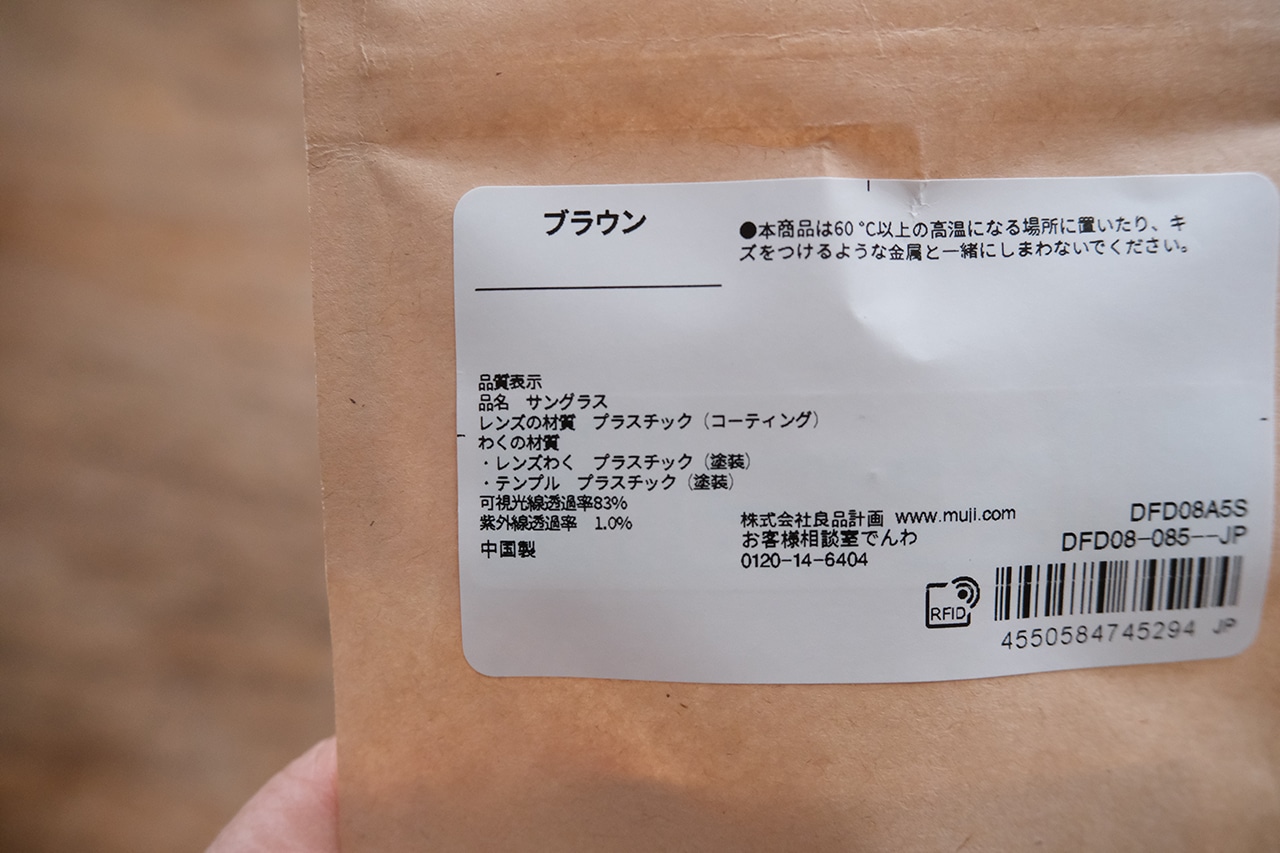 ブラウン
●本商品は60℃以上の高温になる場所に置いたり、キ
ズをつけるような金属と一緒にしまわないでください。
品質表示
品名　サングラス
レンズの材質　プラスチック（コーティング）
わくの材質
・レンズわく　プラスチック（塗装）
・テンプル　プラスチック（塗装）
可視光線透過率83%
紫外線透過率　1.0%
中国製
株式会社良品計画 www.muji.com
お客様相談室でんわ
0120-14-6404
DFD08A5S
DFD08-085--JP
RFID
4550584745294 JP